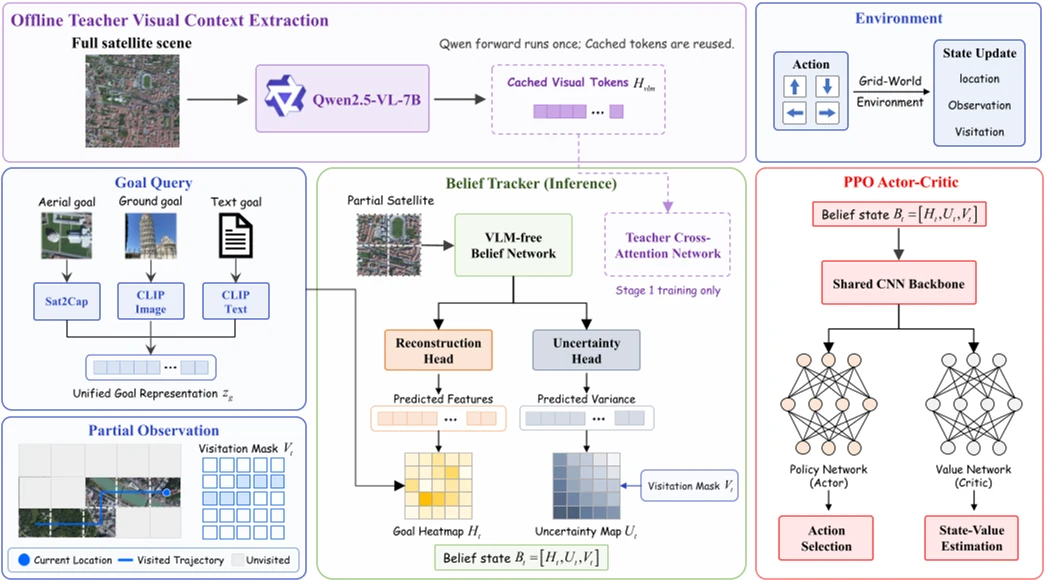 Offline Teacher Visual Context Extraction
Full satellite scene
Qwen forward runs once; Cached tokens are reused.
Qwen2.5-VL-7B
Cached Visual Tokens H_vlm
...
Environment
Action
Grid-World
Environment
State Update
location
Observation
Visitation
Goal Query
Aerial goal
Ground goal
Text goal
Sat2Cap
CLIP
Image
CLIP
Text
...
Unified Goal Representation z_g
Partial Observation
Visitation Mask V_t
Current Location
Visited Trajectory
Unvisited
Belief Tracker (Inference)
Partial Satellite
VLM-free
Belief Network
Teacher Cross-
Attention Network
Stage 1 training only
Reconstruction
Head
Uncertainty
Head
Predicted Features
...
Predicted Variance
...
Visitation Mask V_t
Goal Heatmap H_t
Uncertainty Map U_t
Belief state B_t = [H_t, U_t, V_t]
PPO Actor-Critic
Belief state B_t = [H_t, U_t, V_t]
Shared CNN Backbone
Policy Network
(Actor)
Value Network
(Critic)
Action
Selection
State-Value
Estimation